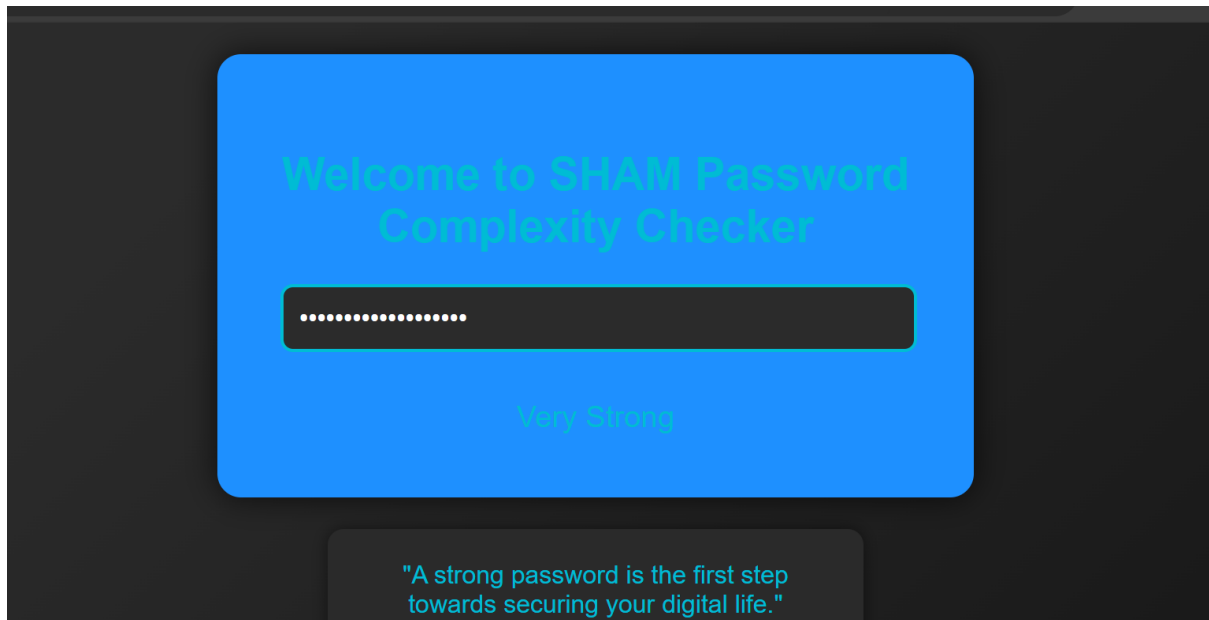 Welcome to SHAM Password
Complexity Checker
•••••••••••••••••••
Very Strong
"A strong password is the first step
towards securing your digital life."